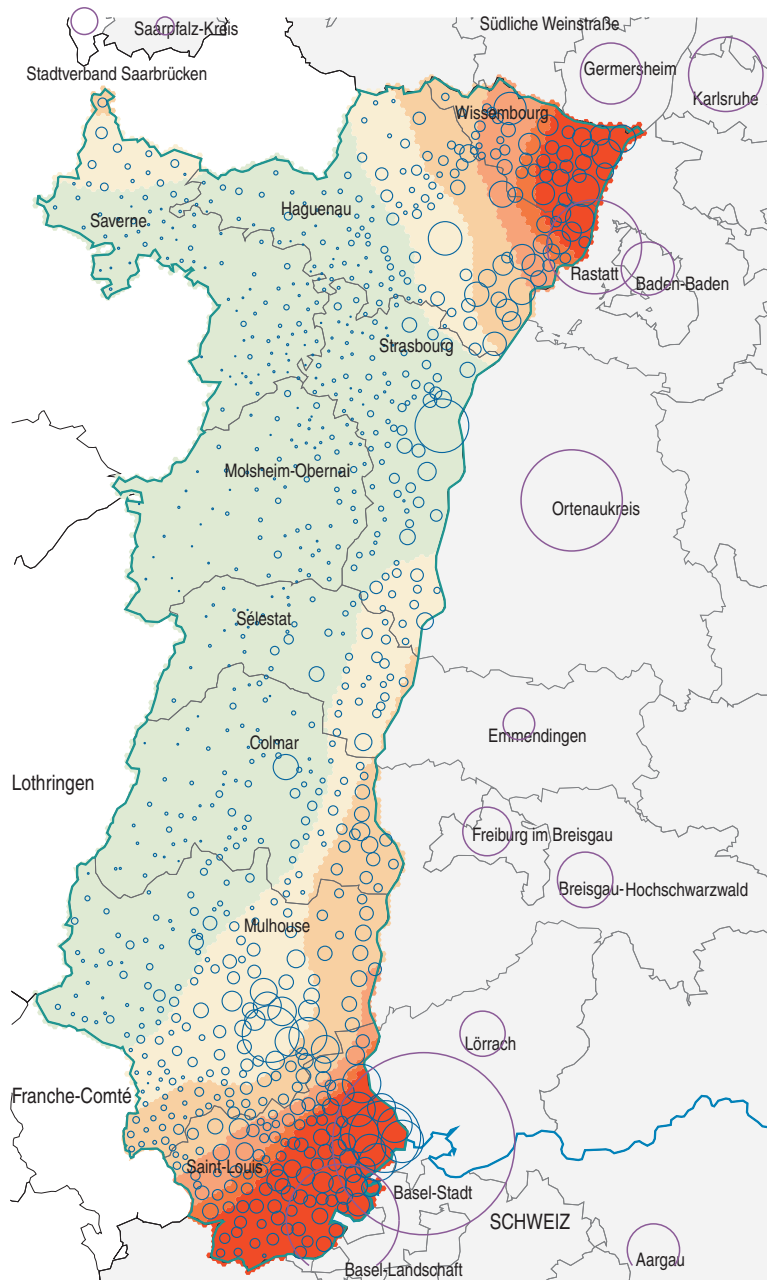 Saarpfalz-Kreis
Südliche Weinstraße
Stadtverband Saarbrücken
Germersheim
Karlsruhe
Wissembourg
Haguenau
Saverne
Rastatt
Baden-Baden
Strasbourg
Molsheim-Obernai
Ortenaukreis
Sélestat
Emmendingen
Colmar
Lothringen
Freiburg im Breisgau
Breisgau-Hochschwarzwald
Mulhouse
Lörrach
Franche-Comté
Saint-Louis
Basel-Stadt
SCHWEIZ
Aargau
Basel-Landschaft